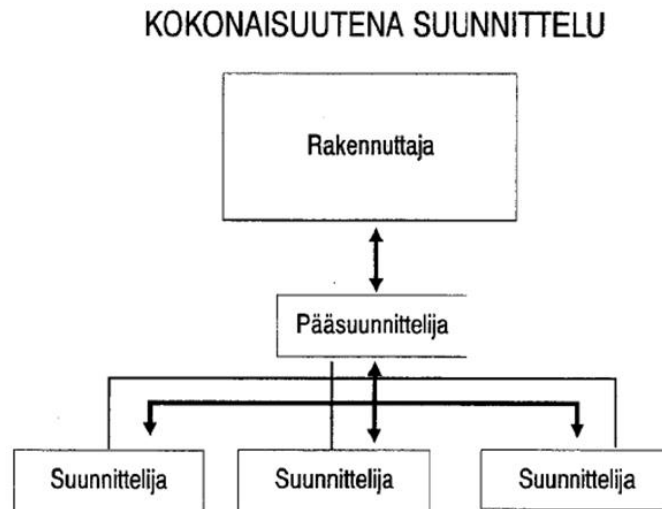 KOKONAISUUTENA SUUNNITTELU
Rakennuttaja
Pääsuunnittelija
Suunnittelija
Suunnittelija
Suunnittelija